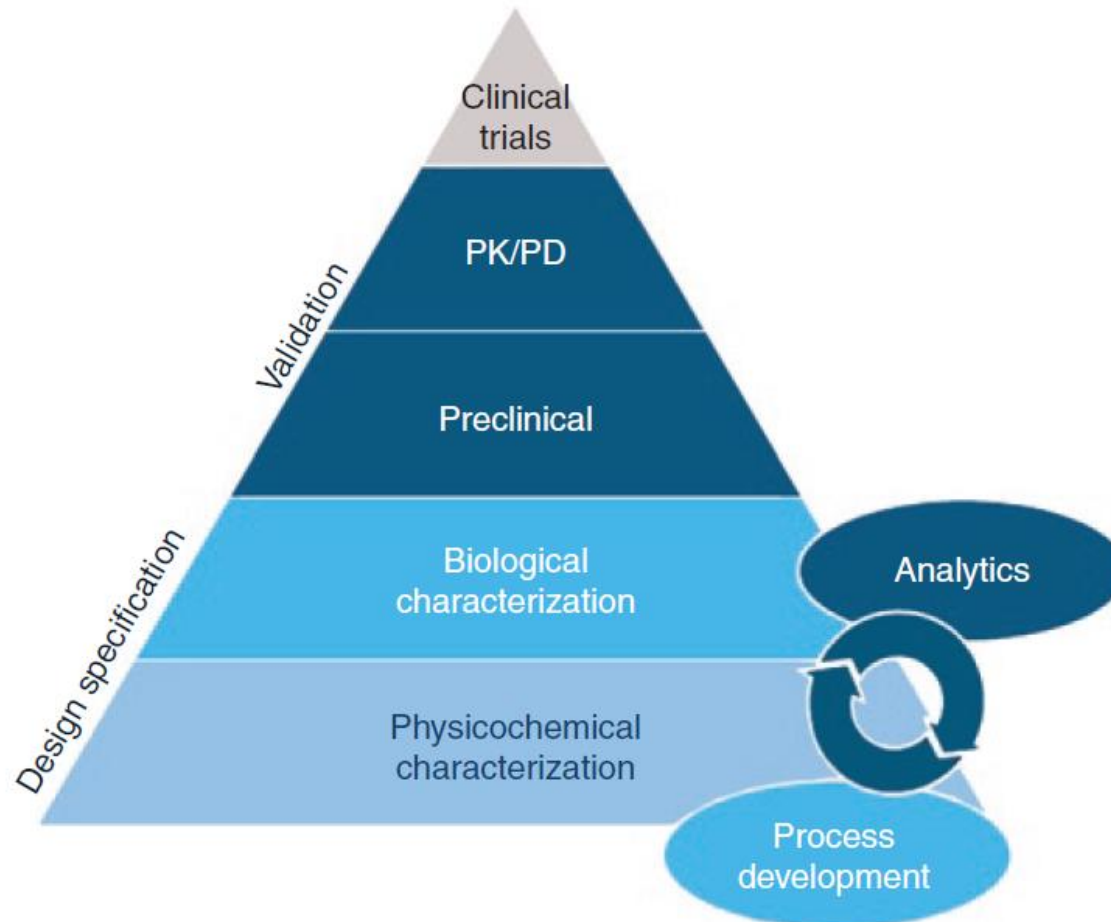 Clinical
trials
PK/PD
Validation
Preclinical
Biological
characterization
Analytics
Design specification
Physicochemical
characterization
Process
development